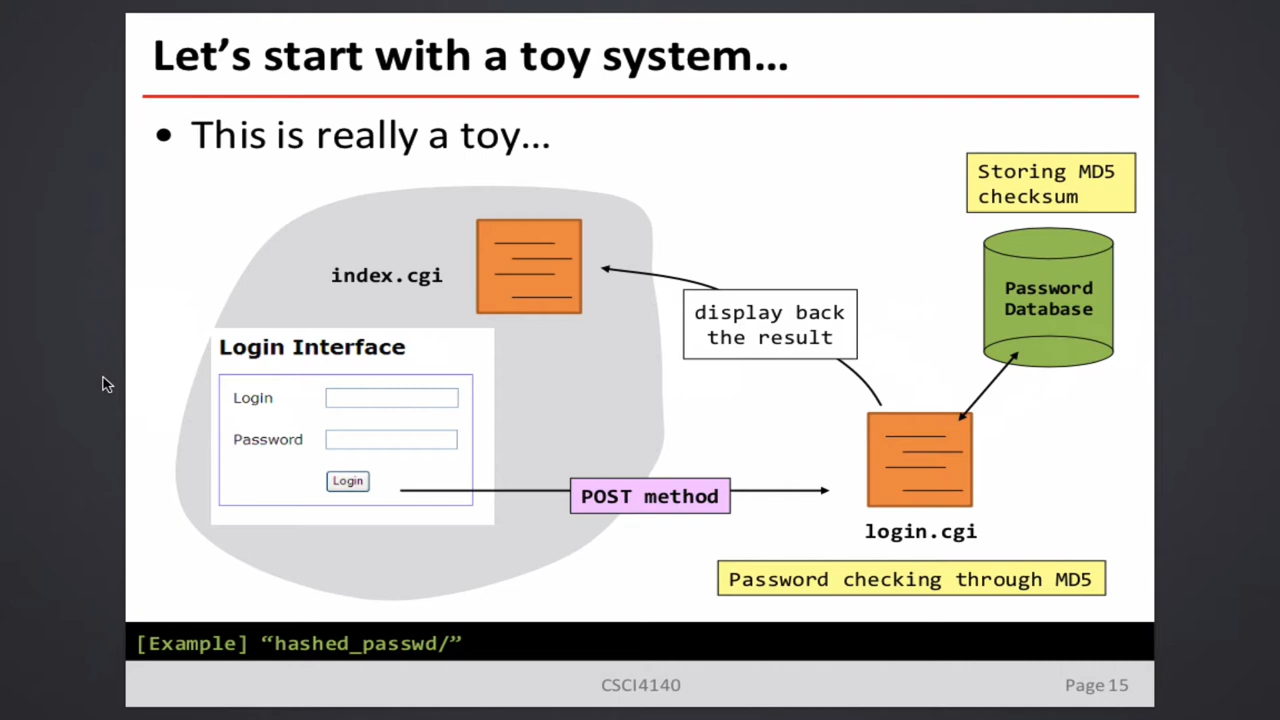 Let’s start with a toy system…
• This is really a toy…
Storing MD5
checksum
index.cgi
Password
Database
display back
the result
Login Interface
Login
Password
Login
POST method
login.cgi
Password checking through MD5
[Example] “hashed_passwd/”
CSCI4140
Page 15